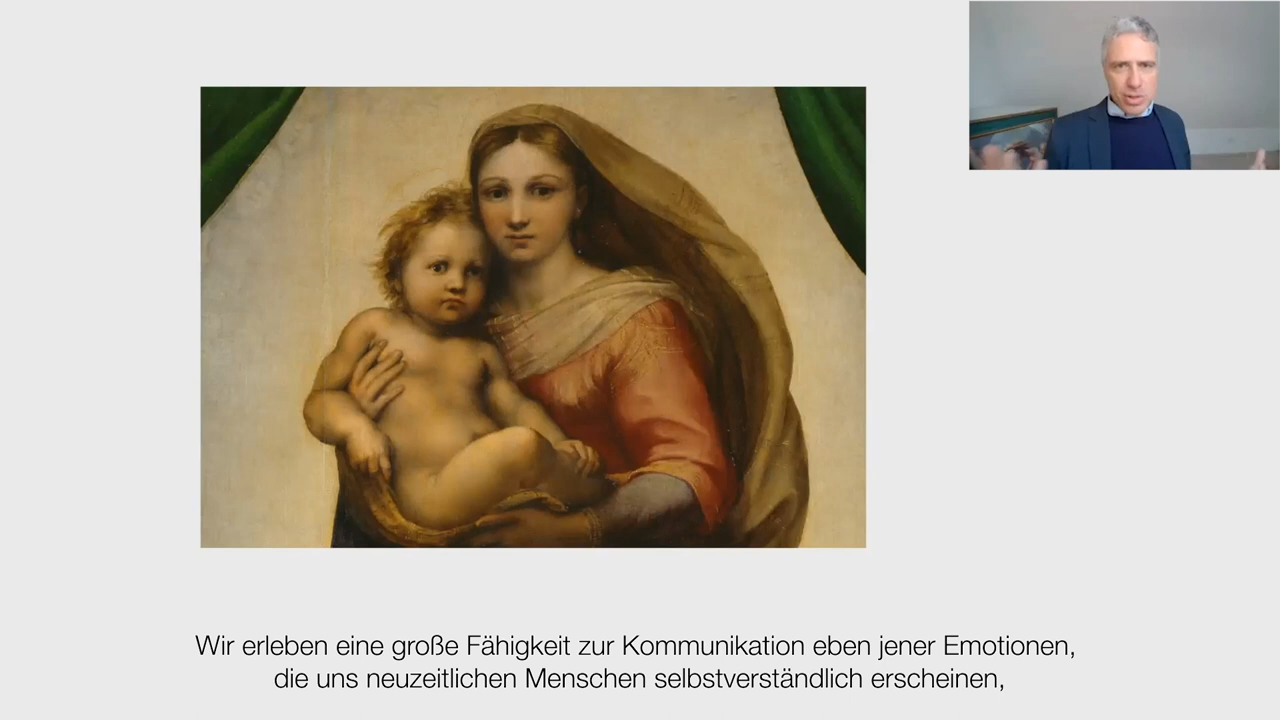 Wir erleben eine große Fähigkeit zur Kommunikation eben jener Emotionen,
die uns neuzeitlichen Menschen selbstverständlich erscheinen,